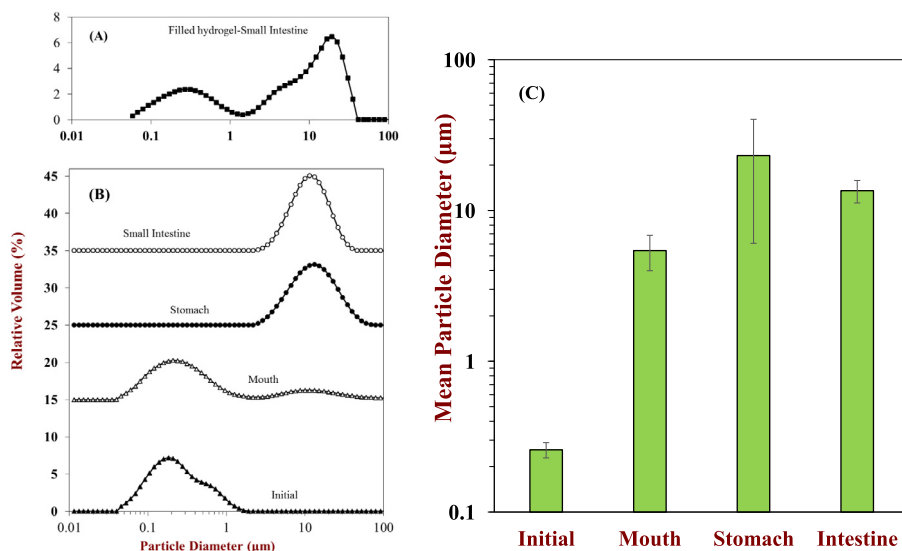 (A)
Filled hydrogel-Small Intestine
8
6
4
2
0
0.01 0.1 1 10 100
(B)
Relative Volume (%)
45
40
35
30
25
20
15
10
5
0
Small Intestine
Stomach
Mouth
Initial
0.01 0.1 1 10 100
Particle Diameter (µm)
(C)
Mean Particle Diameter (µm)
100
10
1
0.1
Initial Mouth Stomach Intestine